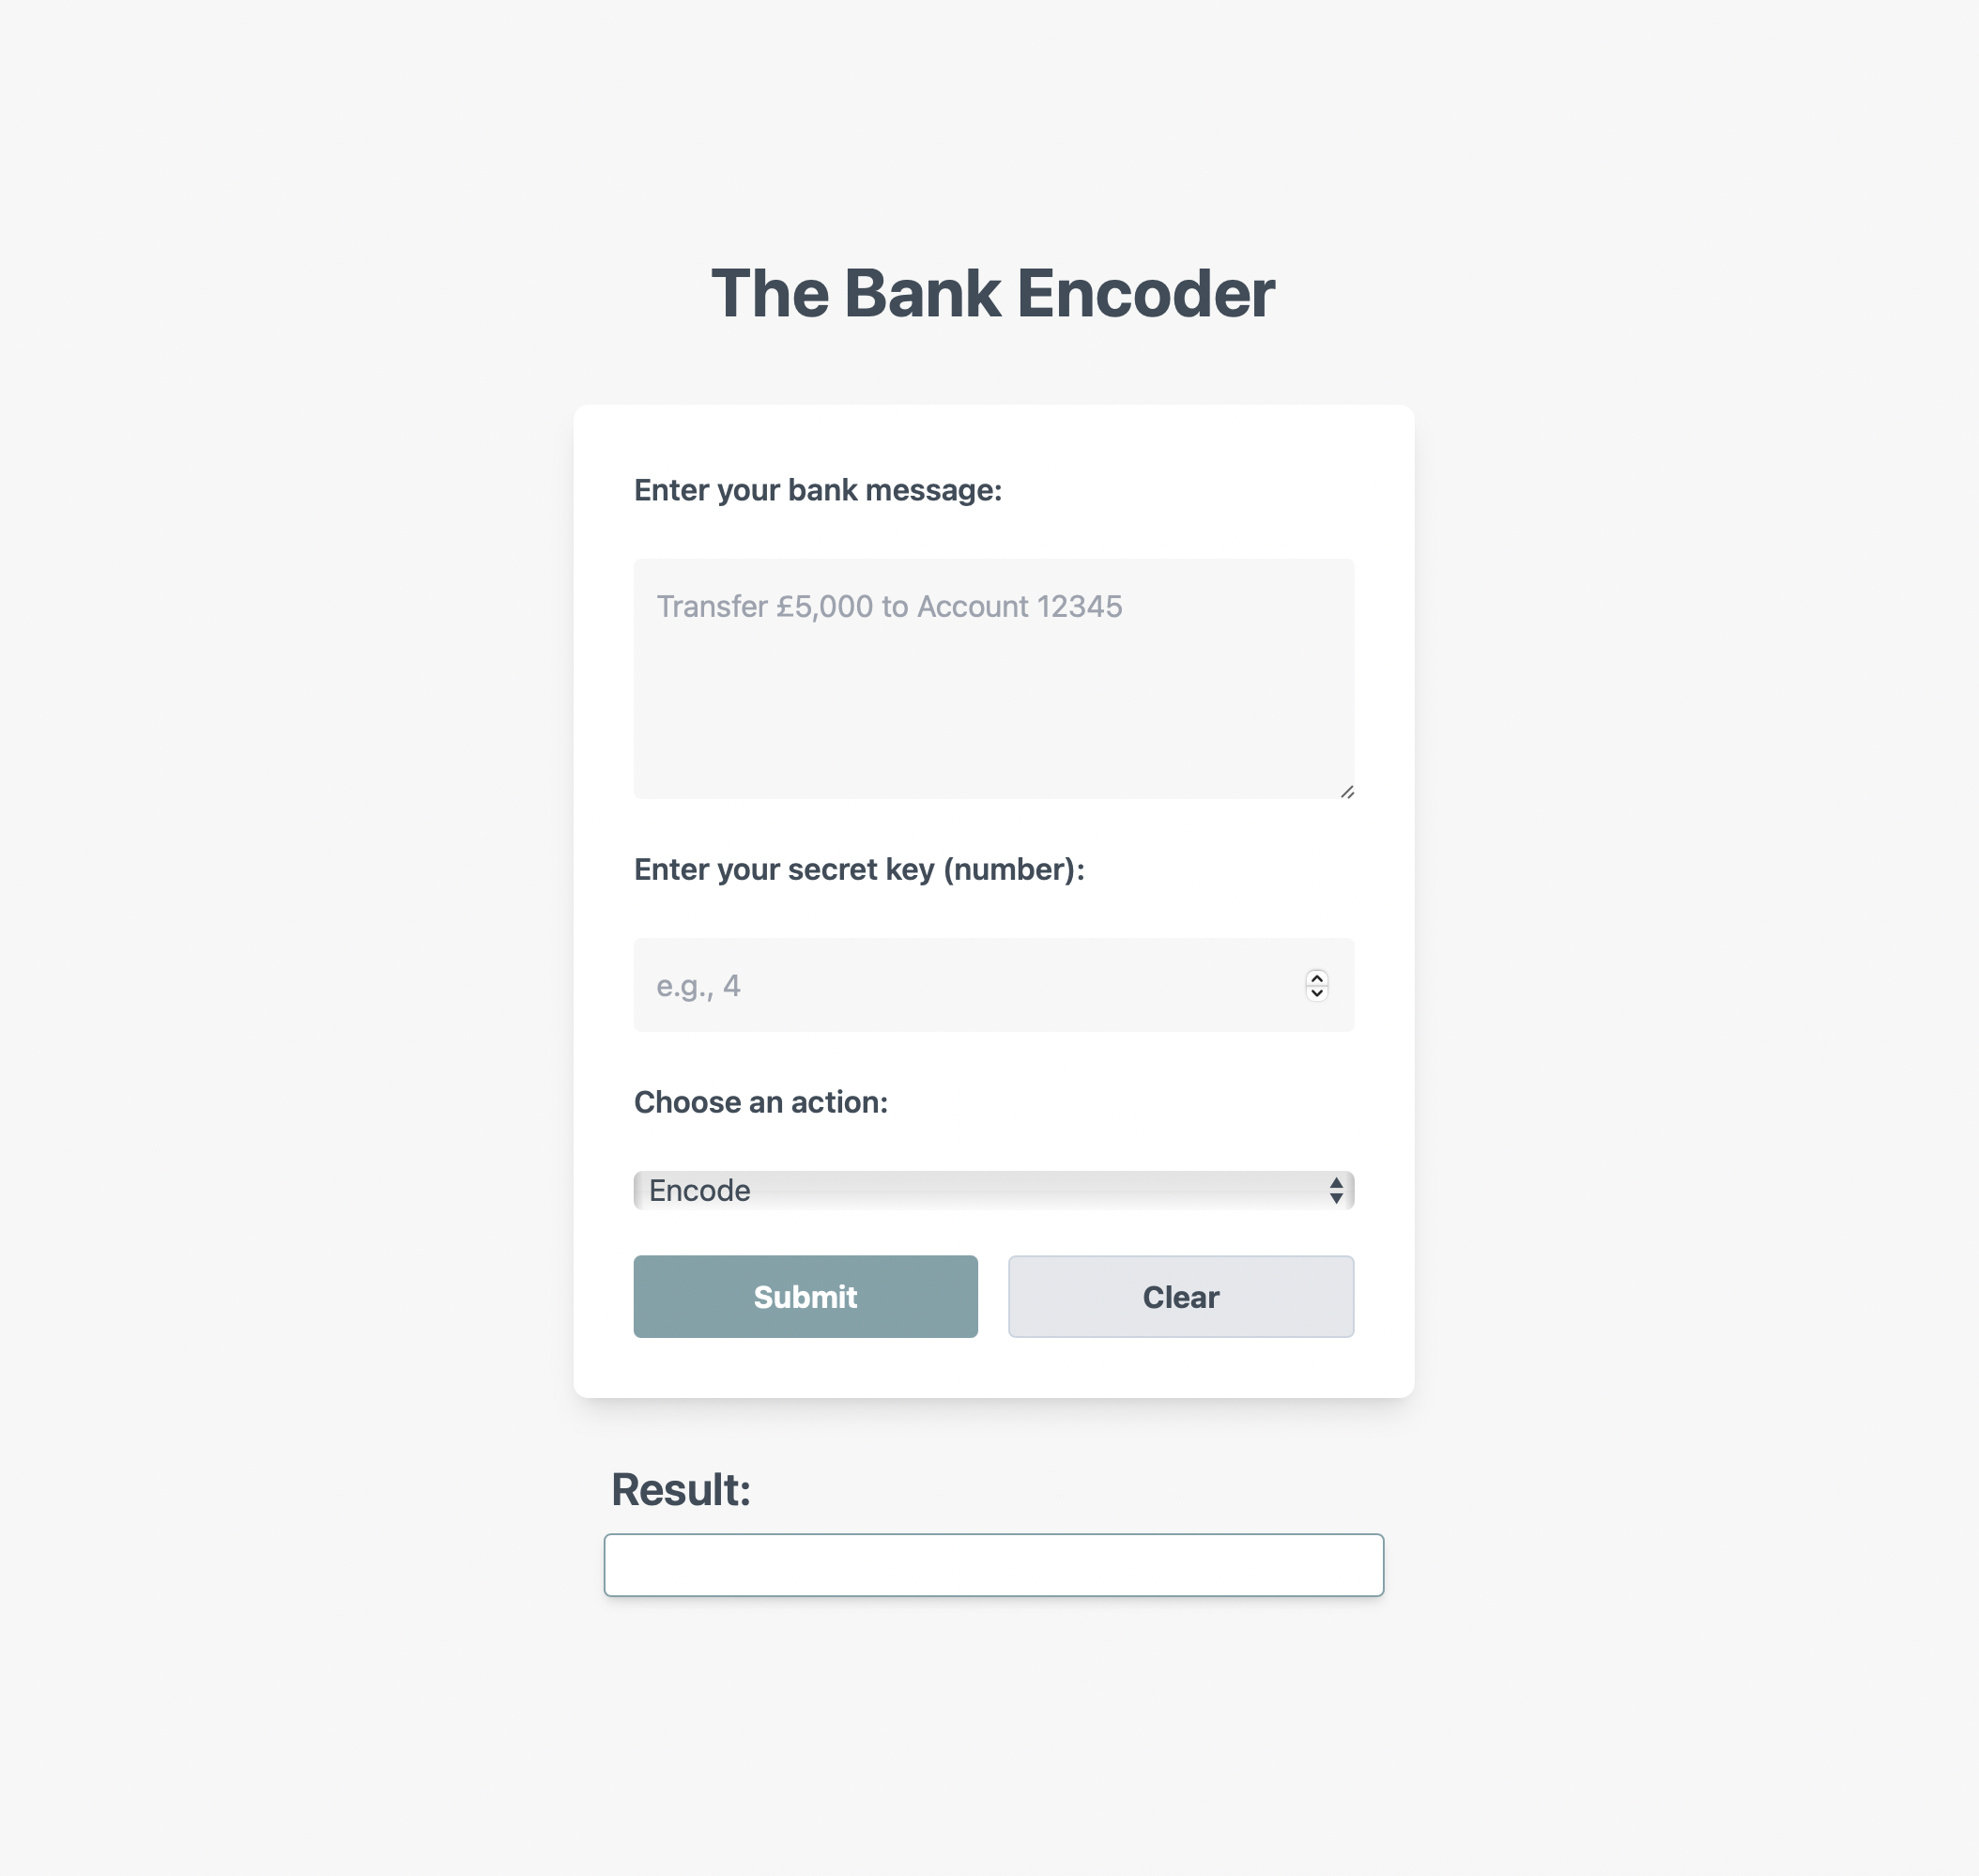 The Bank Encoder
Enter your bank message:
Transfer £5,000 to Account 12345
Enter your secret key (number):
e.g., 4
Choose an action:
Encode
Submit
Clear
Result: